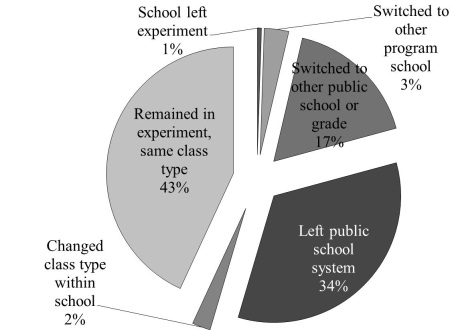 School left
experiment
1%
Switched to
other
program
school
3%
Switched to
other public
school or
grade
17%
Remained in
experiment,
same class
type
43%
Left public
school
system
34%
Changed
class type
within
school
2%